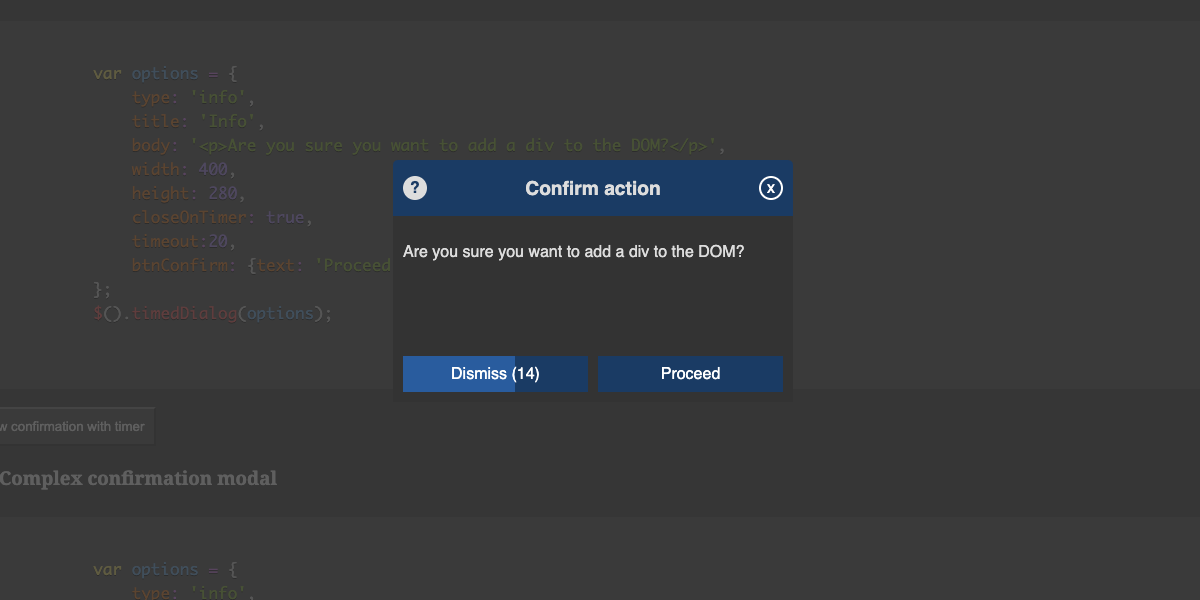 var options = {
type: 'info',
title: 'Info',
body: '<p>Are you sure you want to add a div to the DOM?</p>',
width: 400,
height: 280,
closeOnTimer: true,
timeout:20,
btnConfirm: {text: 'Proceed
};
$().timedDialog(options);
? Confirm action X
Are you sure you want to add a div to the DOM?
Dismiss (14) Proceed
confirmation with timer
Complex confirmation modal
var options = {
type: 'info',